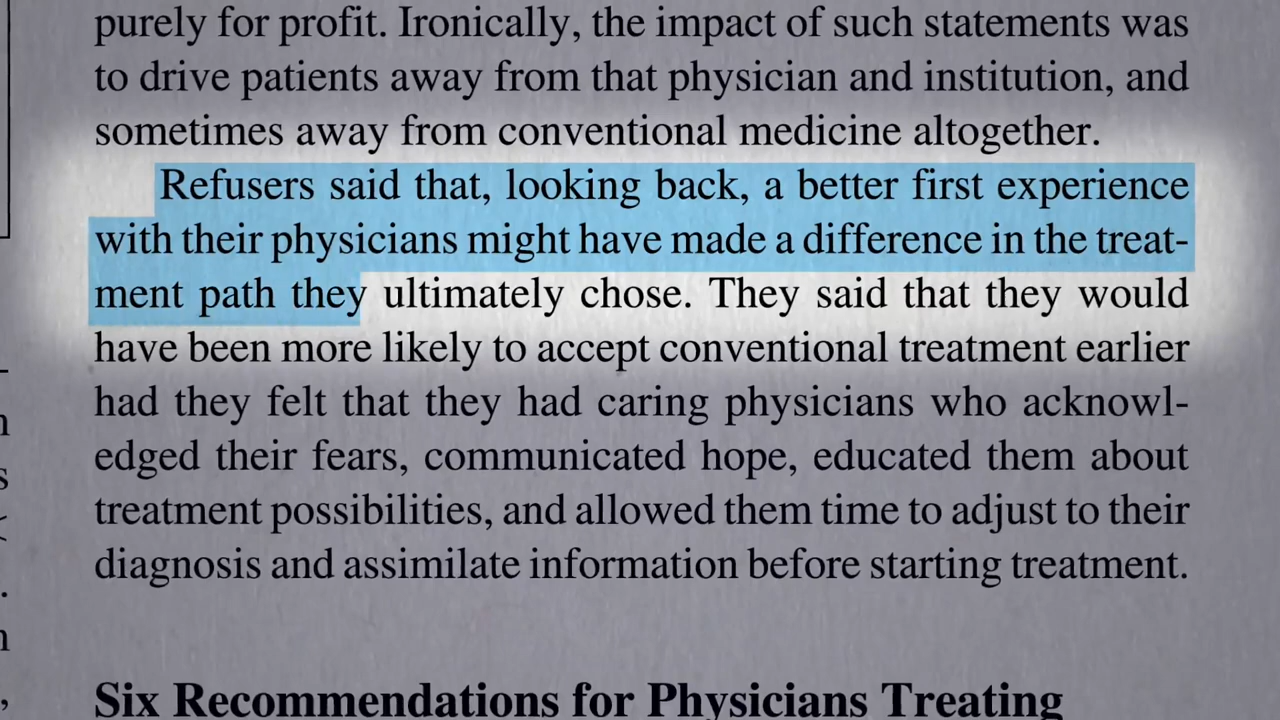 purely for profit. Ironically, the impact of such statements was
to drive patients away from that physician and institution, and
sometimes away from conventional medicine altogether.
Refusers said that, looking back, a better first experience
with their physicians might have made a difference in the treat-
ment path they ultimately chose. They said that they would
have been more likely to accept conventional treatment earlier
had they felt that they had caring physicians who acknowl-
edged their fears, communicated hope, educated them about
treatment possibilities, and allowed them time to adjust to their
diagnosis and assimilate information before starting treatment.
Six Recommendations for Physicians Treating